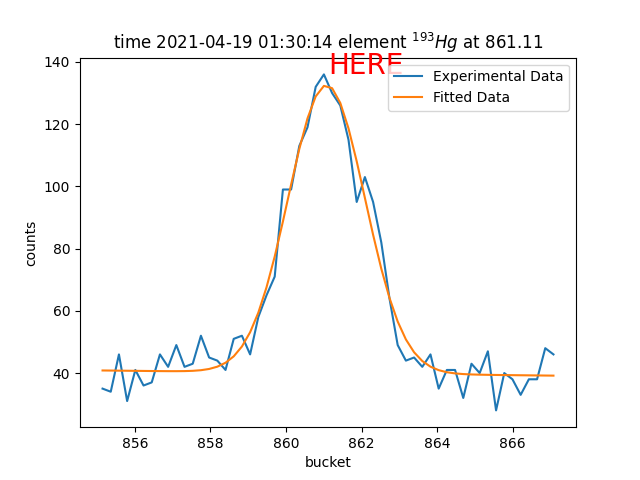 time 2021-04-19 01:30:14 element ¹⁹³Hg at 861.11
HERE
Experimental Data
Fitted Data
counts
140
120
100
80
60
40
856 858 860 862 864 866
bucket